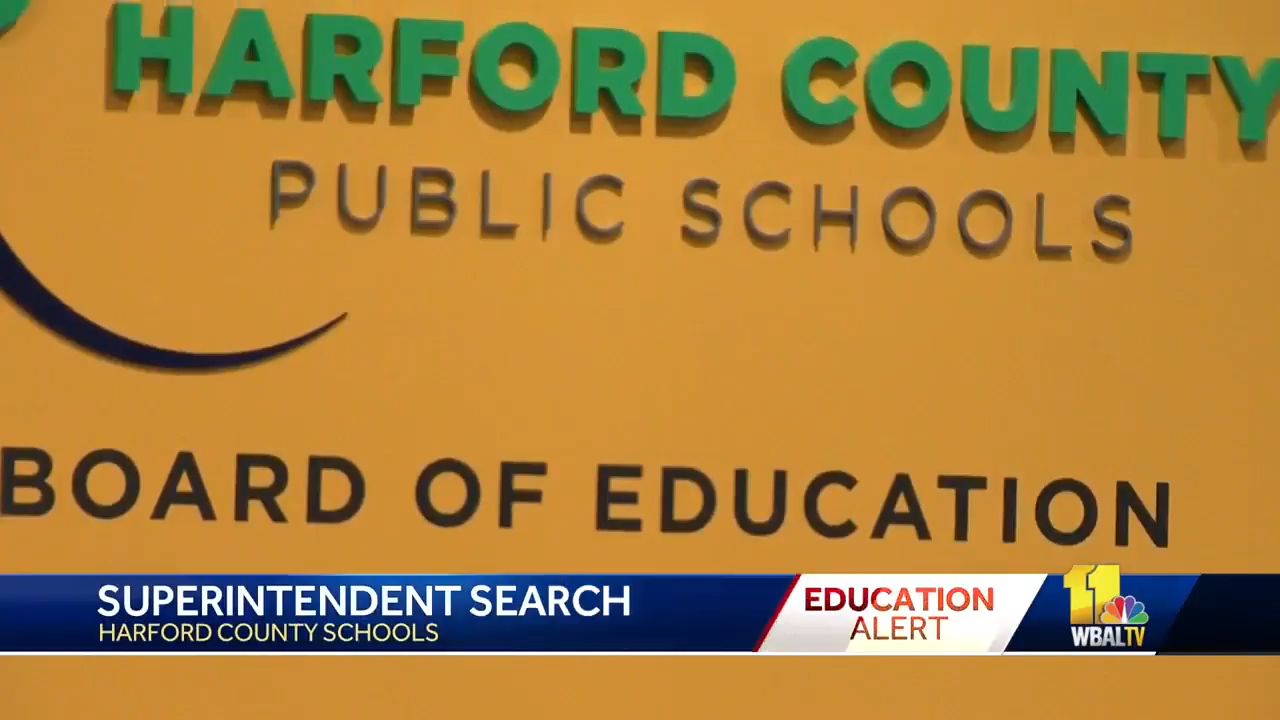 HARFORD COUNTY
PUBLIC SCHOOLS
BOARD OF EDUCATION
SUPERINTENDENT SEARCH
HARFORD COUNTY SCHOOLS
EDUCATION
ALERT
11
WBALTV